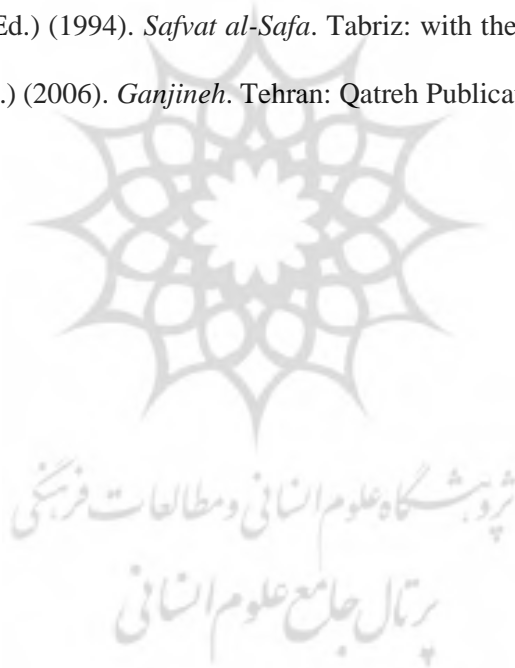 Ed.) (1994). Safvat al-Safa. Tabriz: with the
.) (2006). Ganjineh. Tehran: Qatreh Publica
پژوهشگاه علوم انسانی و مطالعات فرهنگی
پرتال جامع علوم انسانی